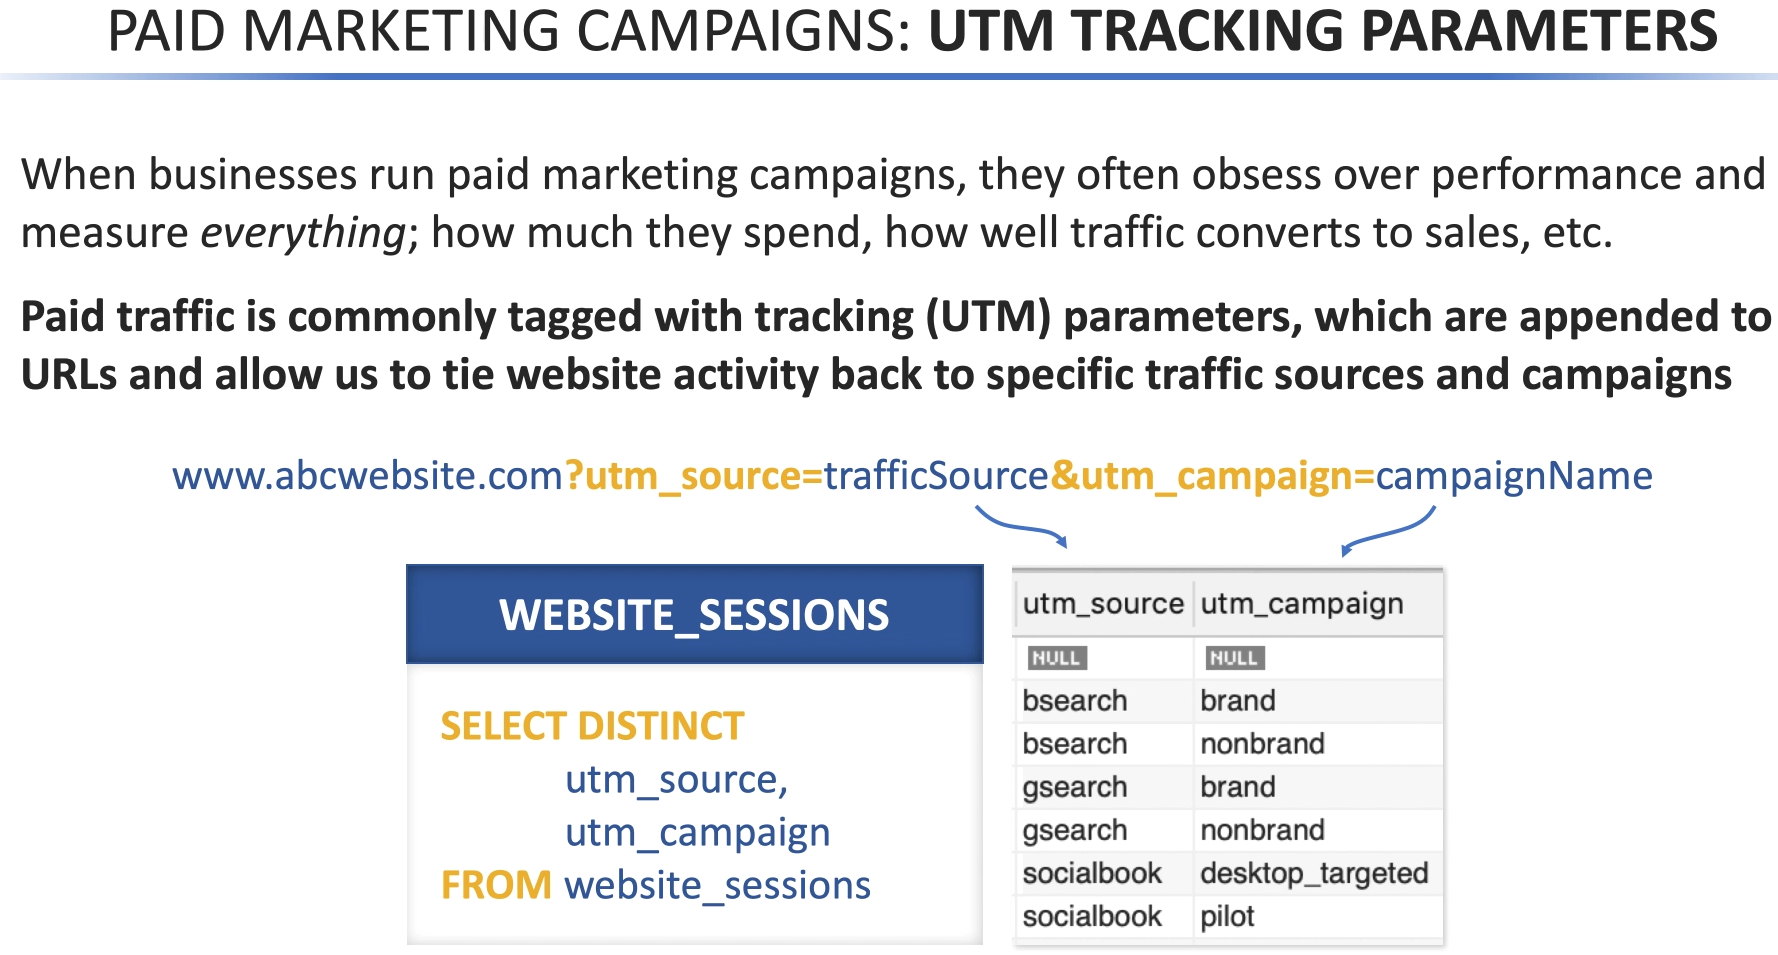 PAID MARKETING CAMPAIGNS: UTM TRACKING PARAMETERS
When businesses run paid marketing campaigns, they often obsess over performance and
measure everything; how much they spend, how well traffic converts to sales, etc.
Paid traffic is commonly tagged with tracking (UTM) parameters, which are appended to
URLs and allow us to tie website activity back to specific traffic sources and campaigns
www.abcwebsite.com?utm_source=trafficSource&utm_campaign=campaignName
WEBSITE_SESSIONS
SELECT DISTINCT
utm_source,
utm_campaign
FROM website_sessions
utm_source utm_campaign
NULL NULL
bsearch brand
bsearch nonbrand
gsearch brand
gsearch nonbrand
socialbook desktop_targeted
socialbook pilot